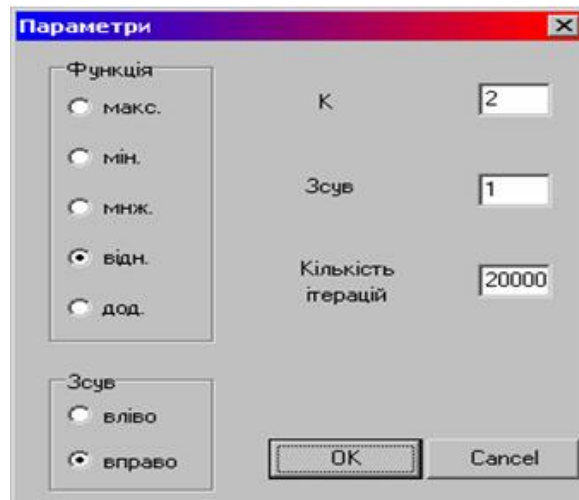 Параметри
Функція
макс.
мін.
мнж.
відн.
дод.
К 2
Зсув 1
Кількість
ітерацій 20000
Зсув
вліво
вправо
OK Cancel